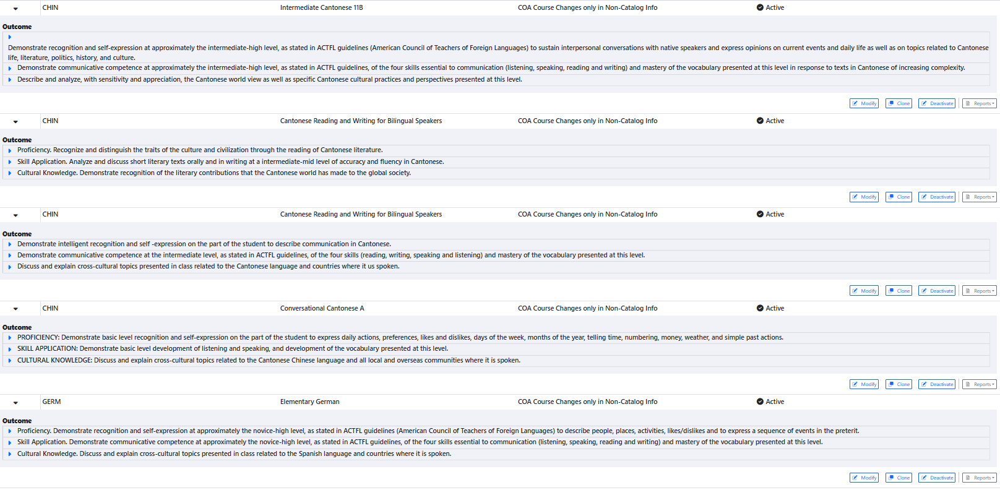 CHIN Intermediate Cantonese 11B COA Course Changes only in Non-Catalog Info Active
Outcome
Demonstrate recognition and self-expression at approximately the intermediate-high level, as stated in ACTFL guidelines (American Council of Teachers of Foreign Languages) to sustain interpersonal conversations with native speakers and express opinions on current events and daily life as well as on topics related to Cantonese
life, literature, politics, history, and culture.
Demonstrate communicative competence at approximately the intermediate-high level, as stated in ACTFL guidelines, of the four skills essential to communication (listening, speaking, reading and writing) and mastery of the vocabulary presented at this level in response to texts in Cantonese of increasing complexity.
Describe and analyze, with sensitivity and appreciation, the Cantonese world view as well as specific Cantonese cultural practices and perspectives presented at this level.
Modify Clone Deactivate Reports
CHIN Cantonese Reading and Writing for Bilingual Speakers COA Course Changes only in Non-Catalog Info Active
Outcome
Proficiency. Recognize and distinguish the traits of the culture and civilization through the reading of Cantonese literature.
Skill Application. Analyze and discuss short literary texts orally and in writing at a intermediate-mid level of accuracy and fluency in Cantonese.
Cultural Knowledge. Demonstrate recognition of the literary contributions that the Cantonese world has made to the global society.
Modify Clone Deactivate Reports
CHIN Cantonese Reading and Writing for Bilingual Speakers COA Course Changes only in Non-Catalog Info Active
Outcome
Demonstrate intelligent recognition and self -expression on the part of the student to describe communication in Cantonese.
Demonstrate communicative competence at the intermediate level, as stated in ACTFL guidelines, of the four skills (reading, writing, speaking and listening) and mastery of the vocabulary presented at this level.
Discuss and explain cross-cultural topics presented in class related to the Cantonese language and countries where it us spoken.
Modify Clone Deactivate Reports
CHIN Conversational Cantonese A COA Course Changes only in Non-Catalog Info Active
Outcome
PROFICIENCY: Demonstrate basic level recognition and self-expression on the part of the student to express daily actions, preferences, likes and dislikes, days of the week, months of the year, telling time, numbering, money, weather, and simple past actions.
SKILL APPLICATION: Demonstrate basic level development of listening and speaking, and development of the vocabulary presented at this level.
CULTURAL KNOWLEDGE: Discuss and explain cross-cultural topics related to the Cantonese Chinese language and all local and overseas communities where it is spoken.
Modify Clone Deactivate Reports
GERM Elementary German COA Course Changes only in Non-Catalog Info Active
Outcome
Proficiency. Demonstrate recognition and self-expression at approximately the novice-high level, as stated in ACTFL guidelines (American Council of Teachers of Foreign Languages) to describe people, places, activities, likes/dislikes and to express a sequence of events in the preterit.
Skill Application. Demonstrate communicative competence at approximately the novice-high level, as stated in ACTFL guidelines, of the four skills essential to communication (listening, speaking, reading and writing) and mastery of the vocabulary presented at this level.
Cultural Knowledge. Discuss and explain cross-cultural topics presented in class related to the Spanish language and countries where it is spoken.
Modify Clone Deactivate Reports